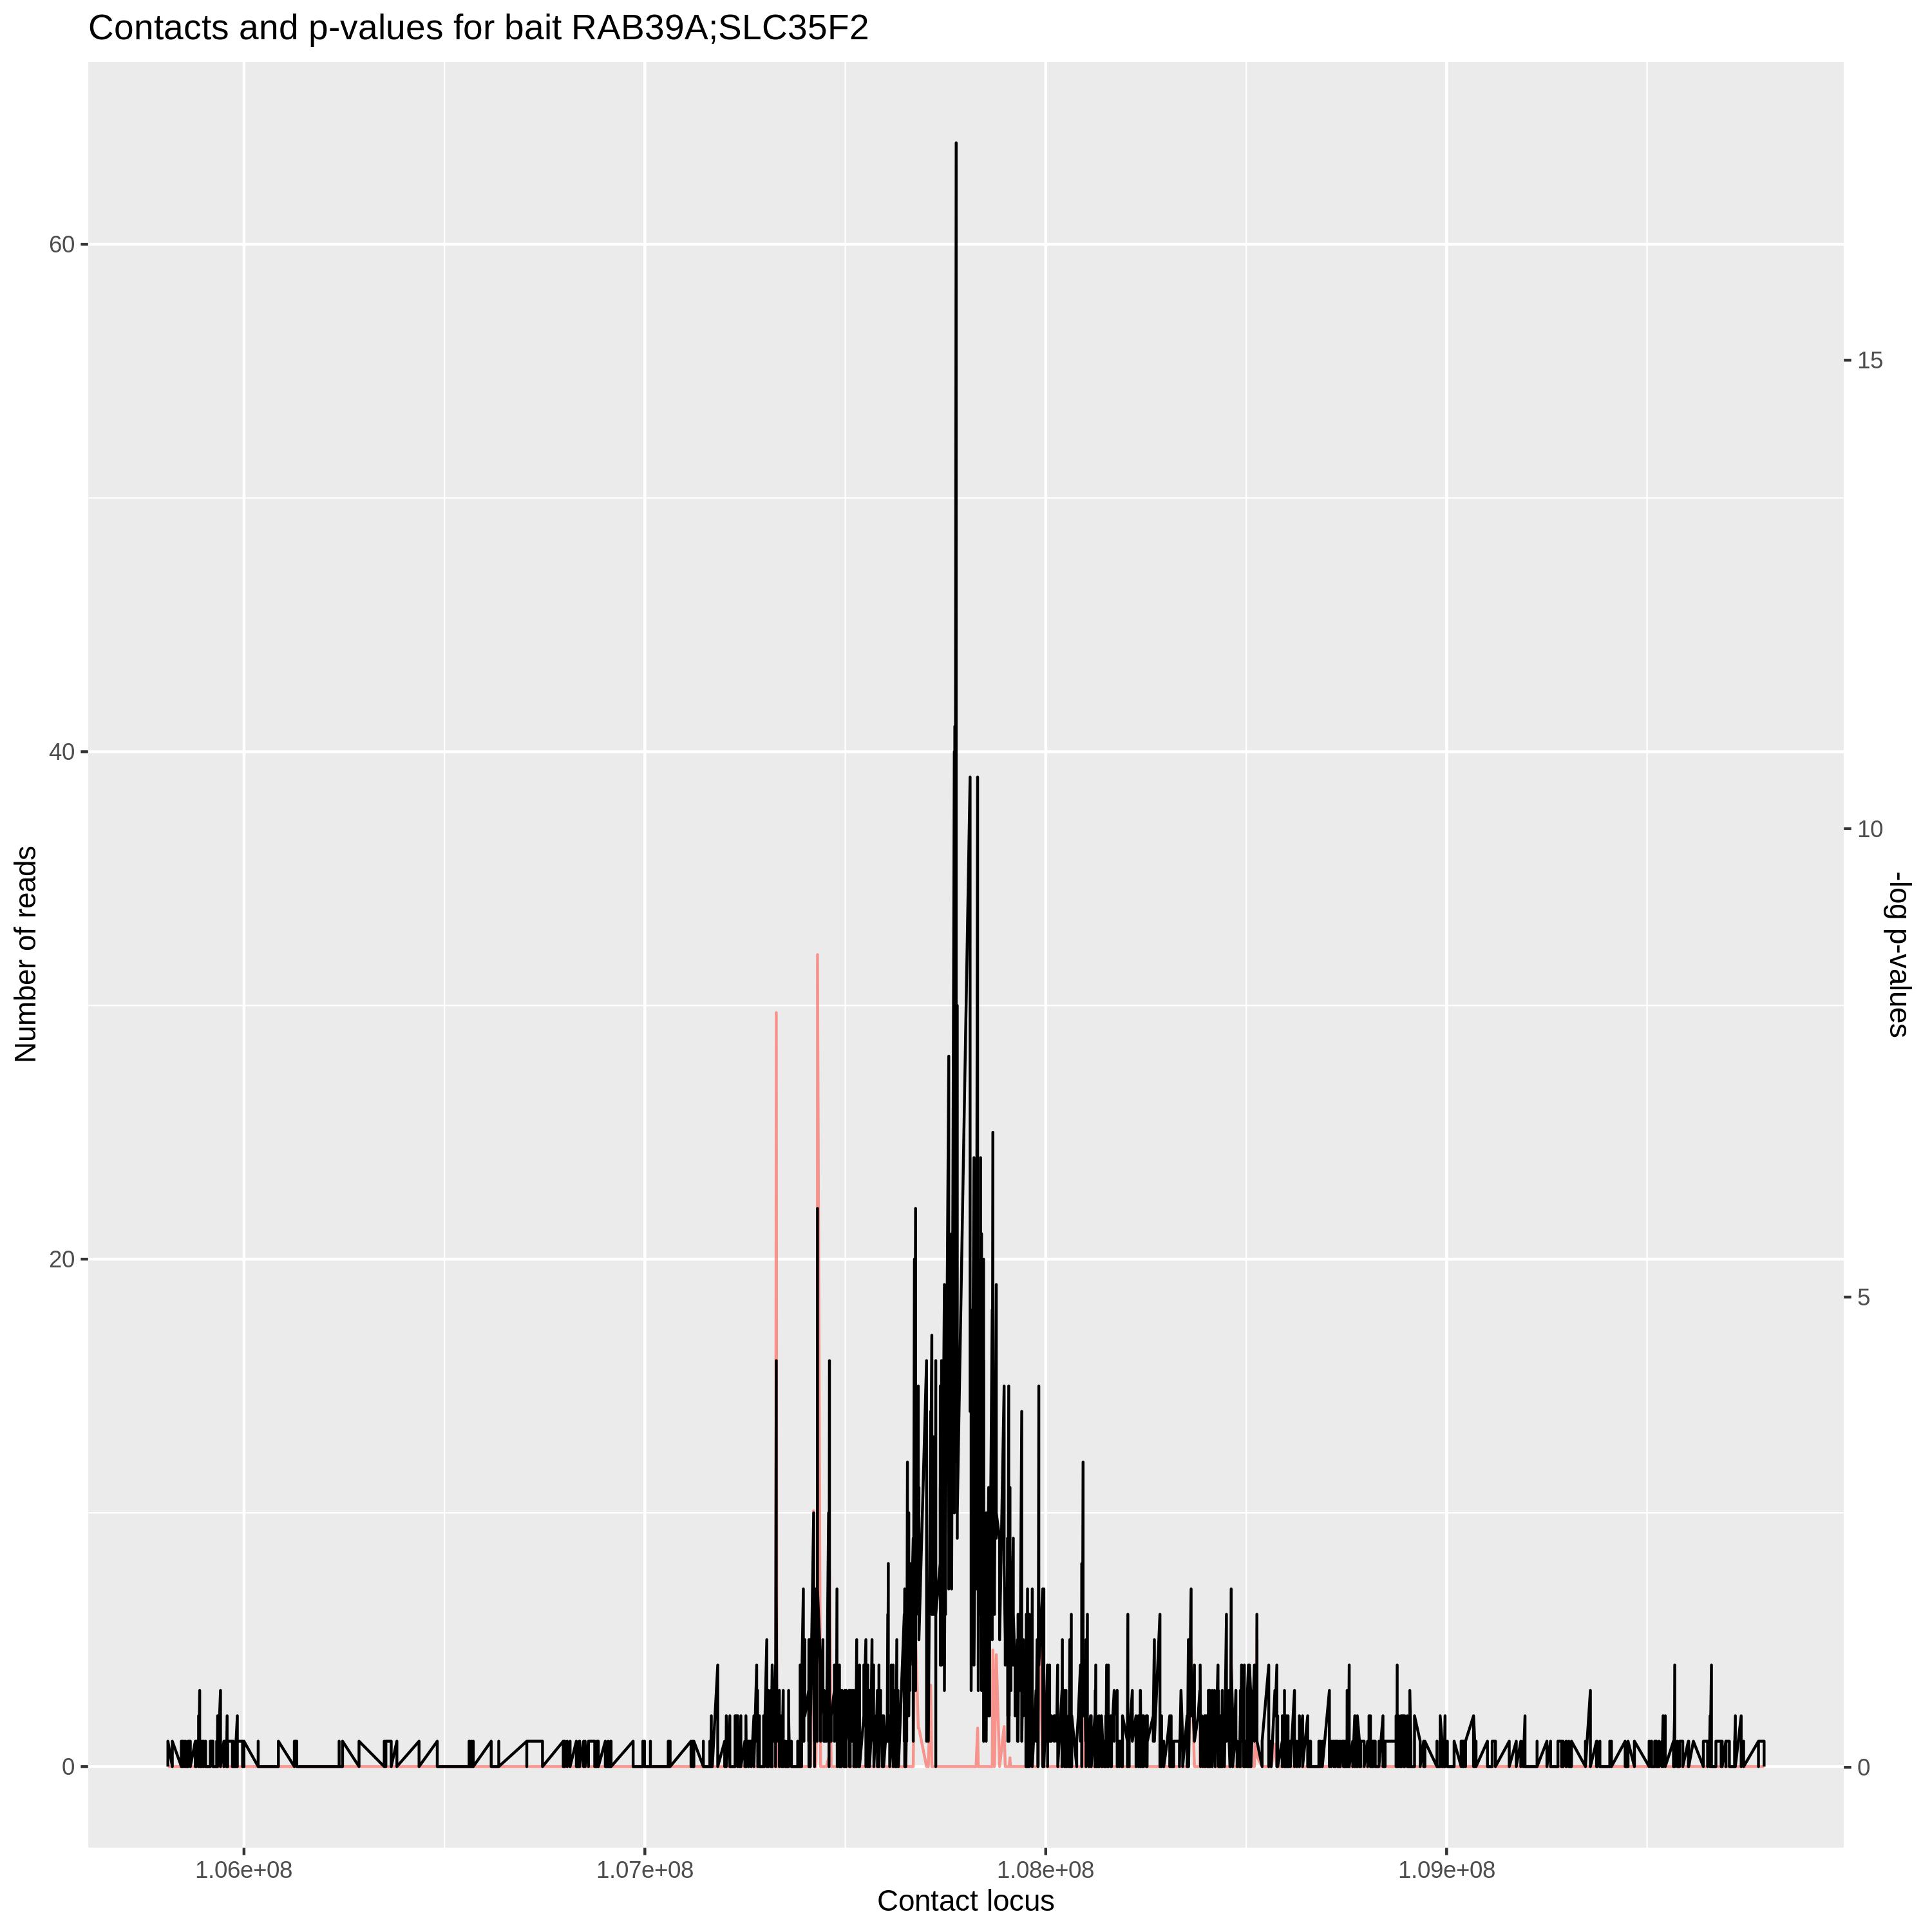 Contacts and p-values for bait RAB39A;SLC35F2
60
40
20
0
Number of reads
15
10
5
0
-log p-values
1.06e+08
1.07e+08
1.08e+08
1.09e+08
Contact locus